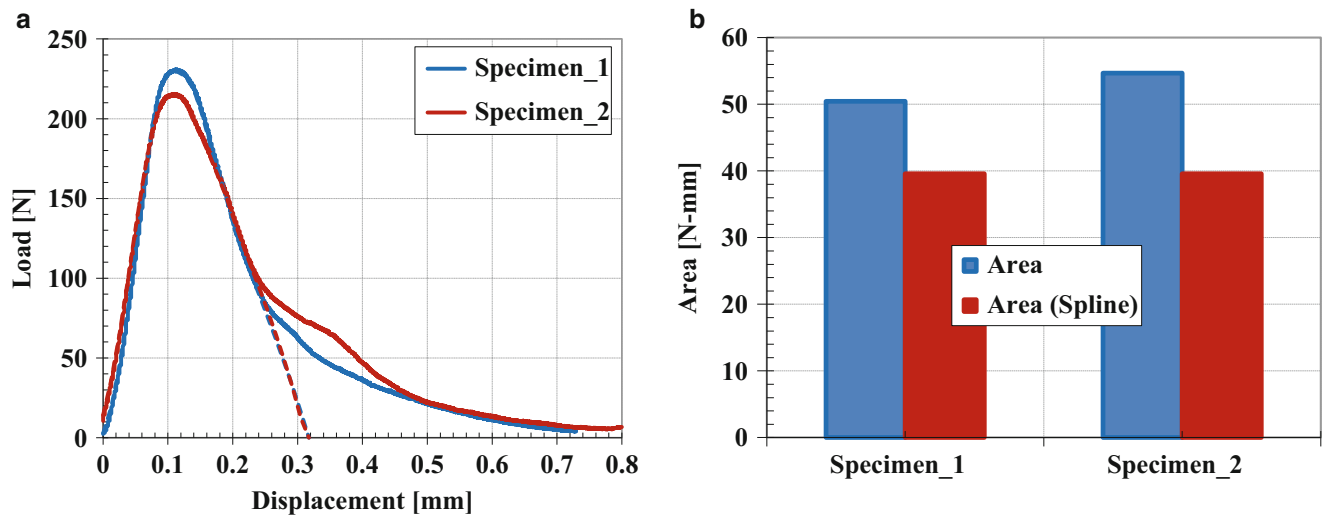 a
250
200
150
100
50
0
Load [N]
Specimen_1
Specimen_2
0 0.1 0.2 0.3 0.4 0.5 0.6 0.7 0.8
Displacement [mm]
b
60
50
40
30
20
10
0
Area [N-mm]
Area
Area (Spline)
Specimen_1 Specimen_2